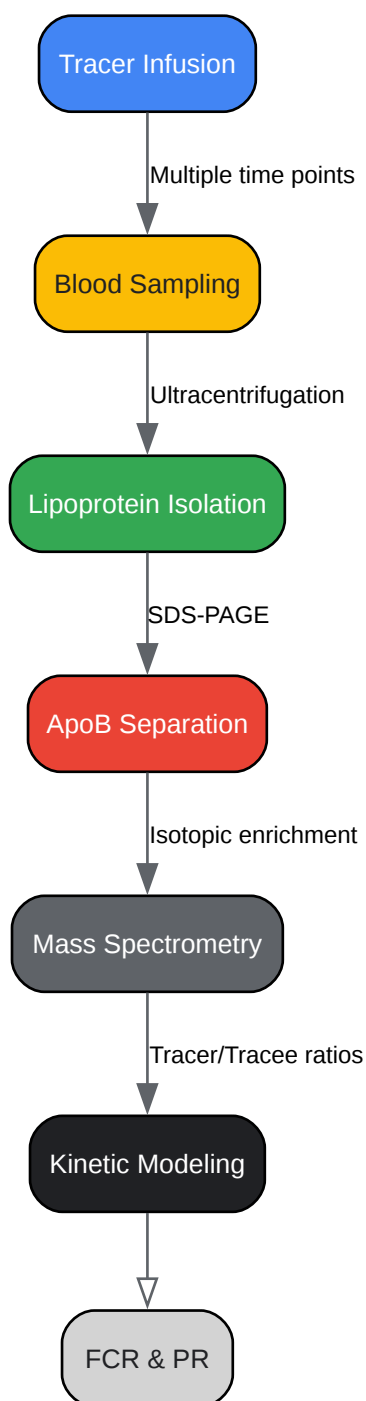 Tracer Infusion
Multiple time points
Blood Sampling
Ultracentrifugation
Lipoprotein Isolation
SDS-PAGE
ApoB Separation
Isotopic enrichment
Mass Spectrometry
Tracer/Tracee ratios
Kinetic Modeling
FCR & PR